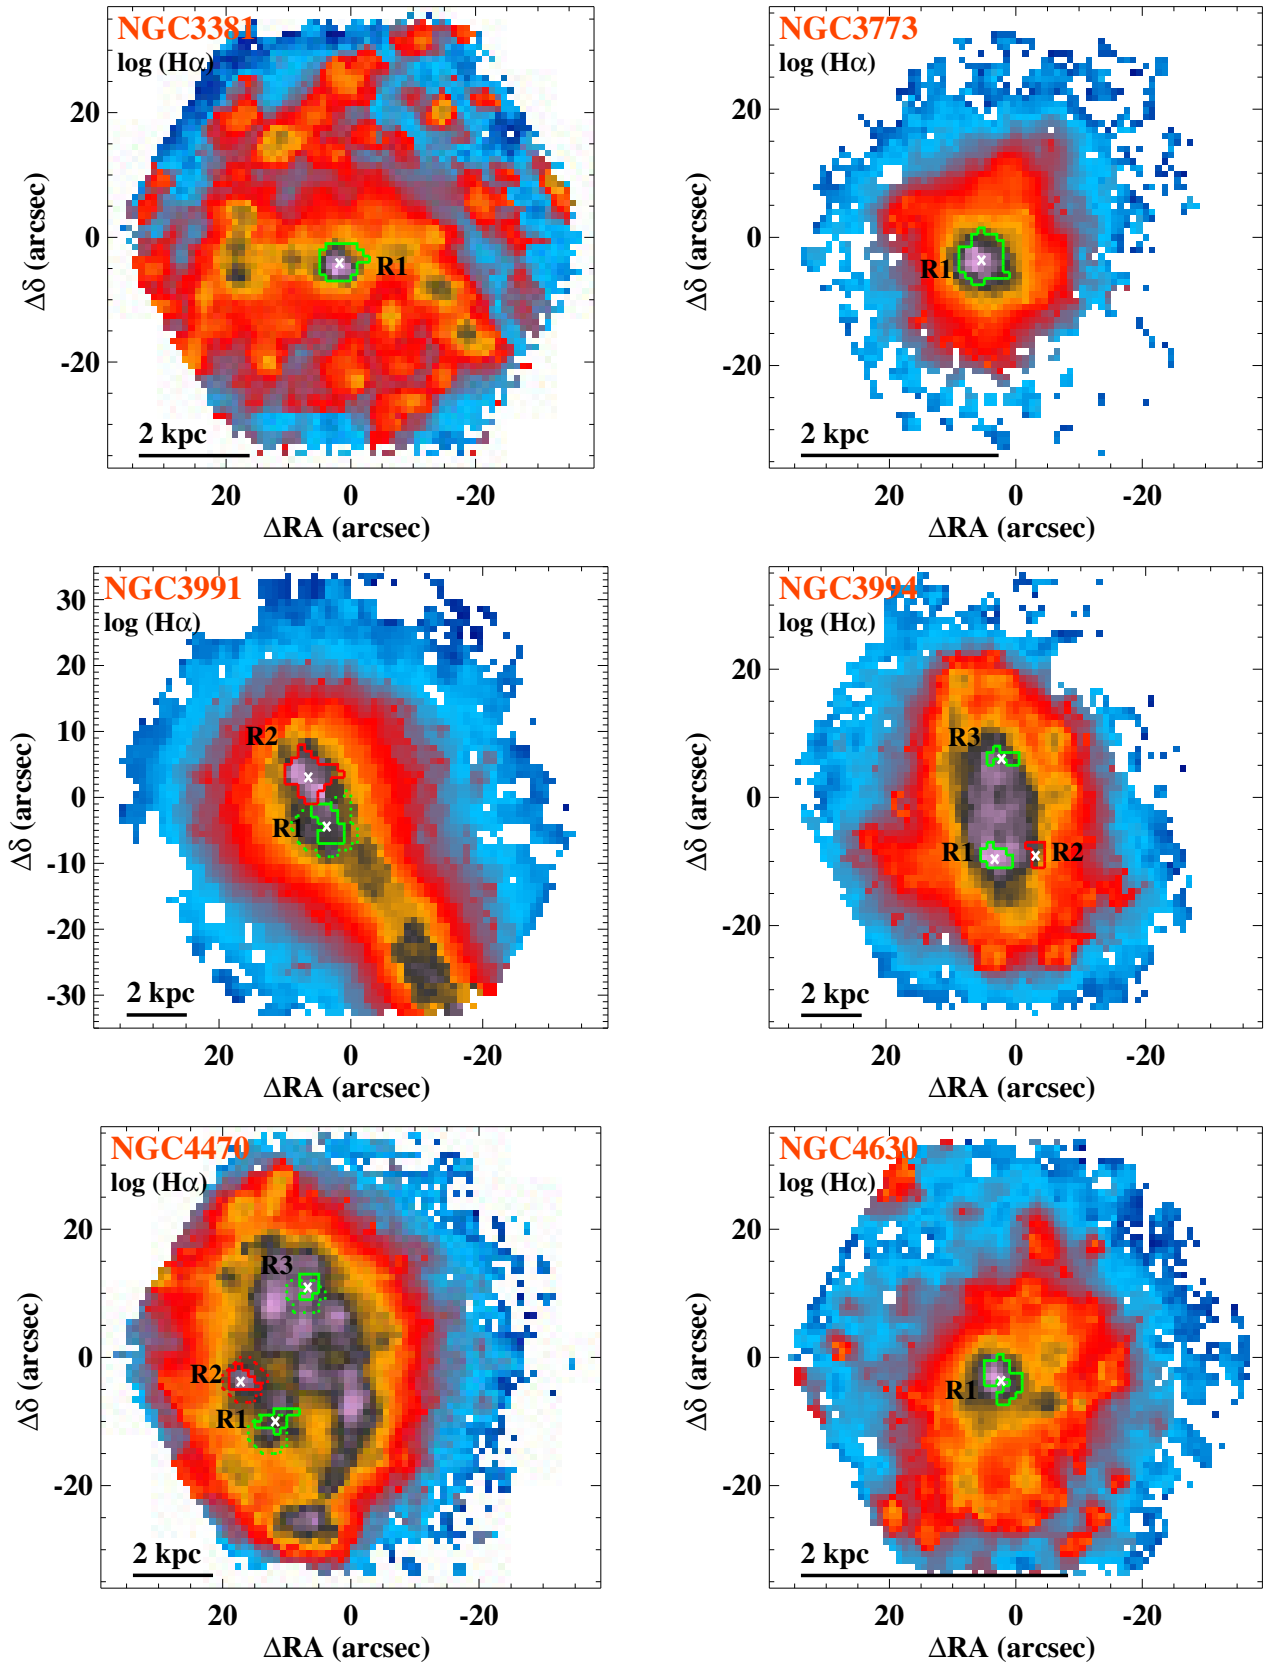 NGC3381
log (Hα)
20
0
-20
Δδ (arcsec)
R1
2 kpc
20 0 -20
ΔRA (arcsec)
NGC3773
log (Hα)
20
0
-20
Δδ (arcsec)
R1
2 kpc
20 0 -20
ΔRA (arcsec)
NGC3991
log (Hα)
30
20
10
0
-10
-20
-30
Δδ (arcsec)
R2
R1
2 kpc
20 0 -20
ΔRA (arcsec)
NGC3994
log (Hα)
20
0
-20
Δδ (arcsec)
R3
R1 R2
2 kpc
20 0 -20
ΔRA (arcsec)
NGC4470
log (Hα)
20
0
-20
Δδ (arcsec)
R3
R2
R1
2 kpc
20 0 -20
ΔRA (arcsec)
NGC4630
log (Hα)
20
0
-20
Δδ (arcsec)
R1
2 kpc
20 0 -20
ΔRA (arcsec)